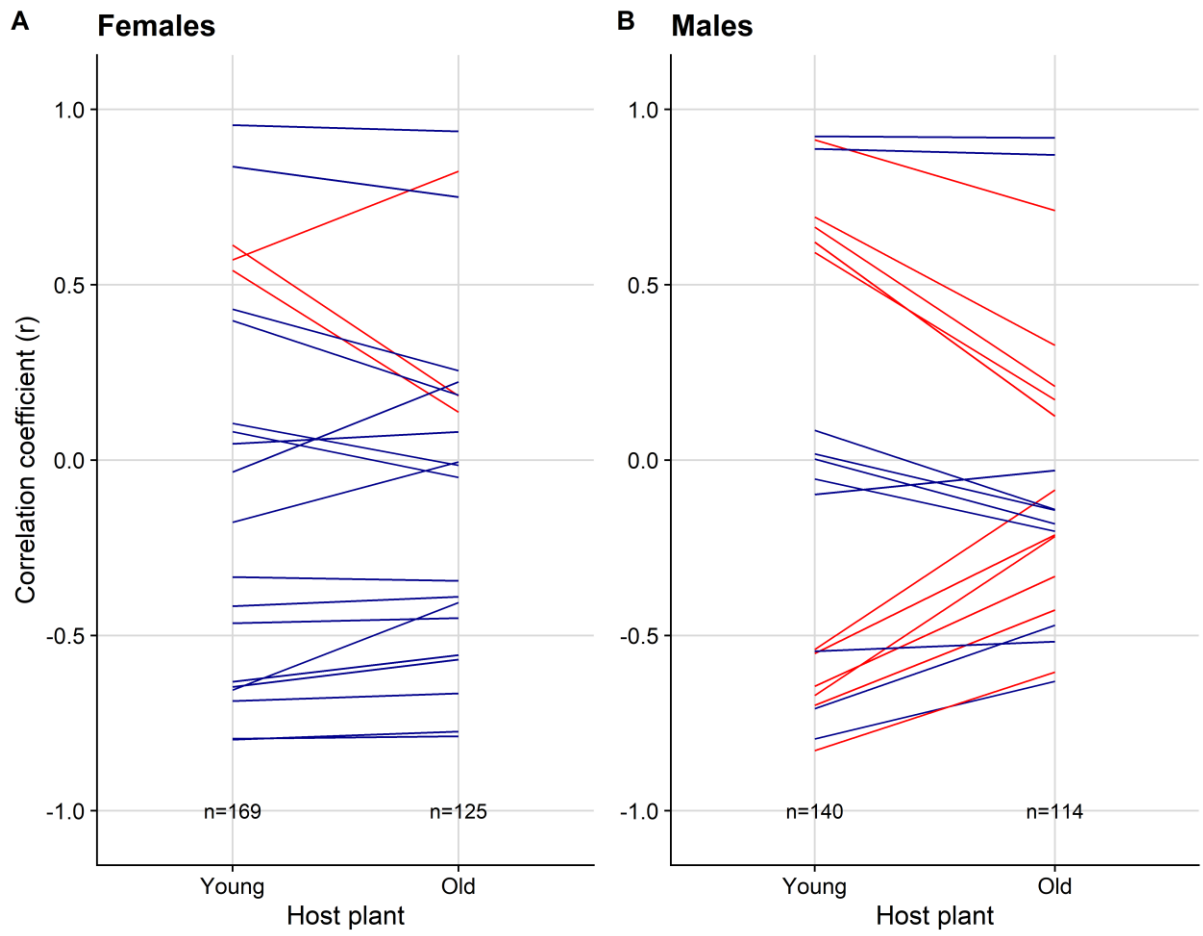 A Females
B Males
Correlation coefficient (r)
1.0
0.5
0.0
-0.5
-1.0
n=169 n=125
Young Old
Host plant
1.0
0.5
0.0
-0.5
-1.0
n=140 n=114
Young Old
Host plant